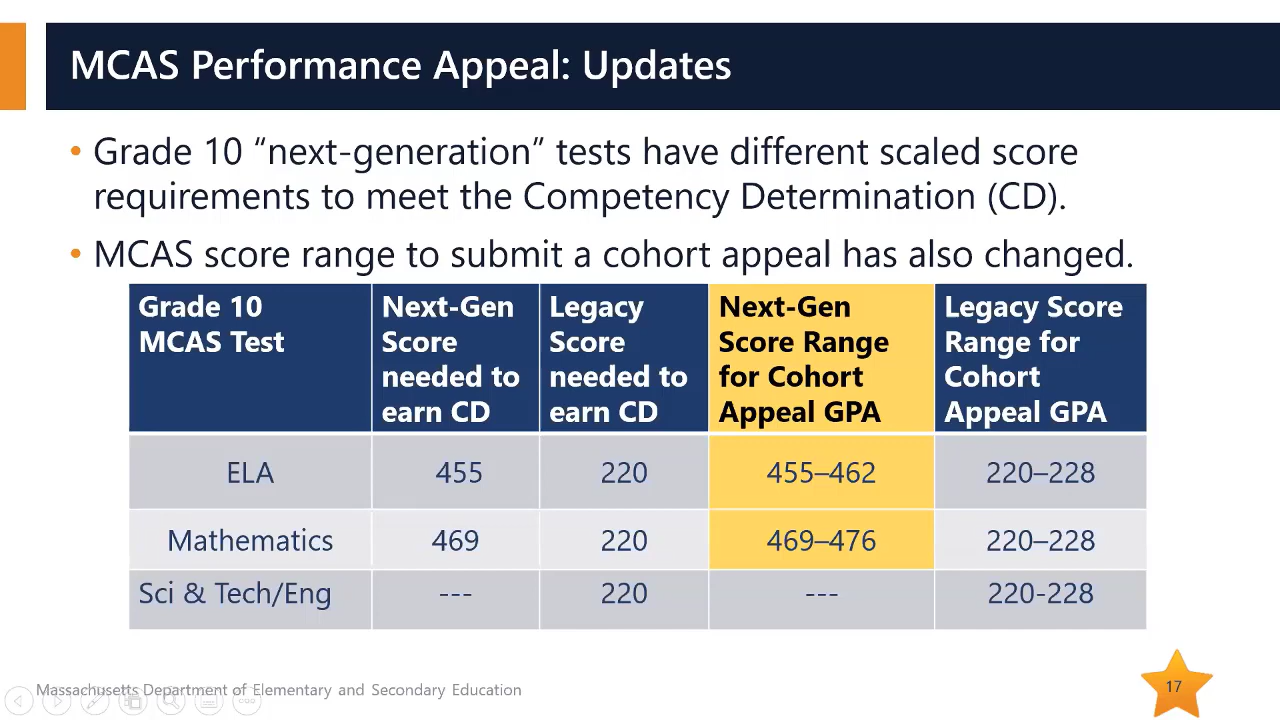 MCAS Performance Appeal: Updates
• Grade 10 “next-generation” tests have different scaled score
requirements to meet the Competency Determination (CD).
• MCAS score range to submit a cohort appeal has also changed.
Grade 10 MCAS Test
Next-Gen Score needed to earn CD
Legacy Score needed to earn CD
Next-Gen Score Range for Cohort Appeal GPA
Legacy Score Range for Cohort Appeal GPA
ELA 455 220 455–462 220–228
Mathematics 469 220 469–476 220–228
Sci & Tech/Eng --- 220 --- 220-228
Massachusetts Department of Elementary and Secondary Education
17